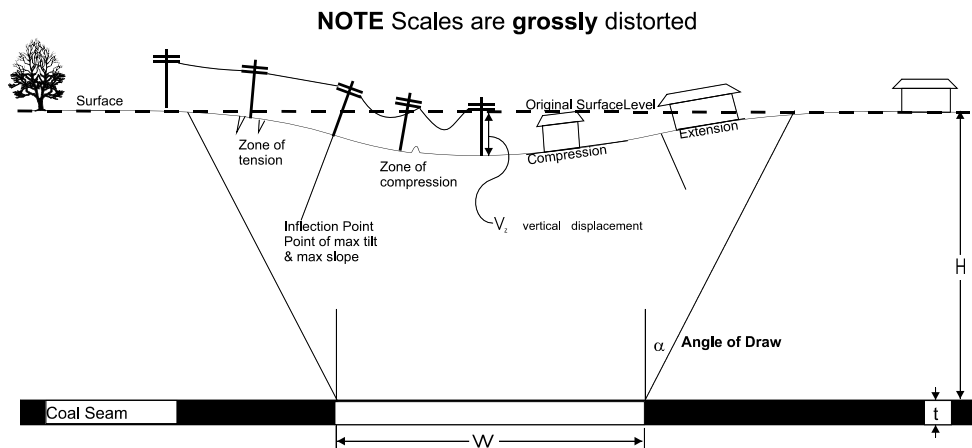 NOTE Scales are grossly distorted
Surface
Original SurfaceLevel
Zone of
tension
Zone of
compression
Compression
Extension
Inflection Point
Point of max tilt
& max slope
Vz vertical displacement
H
α Angle of Draw
Coal Seam
t
W